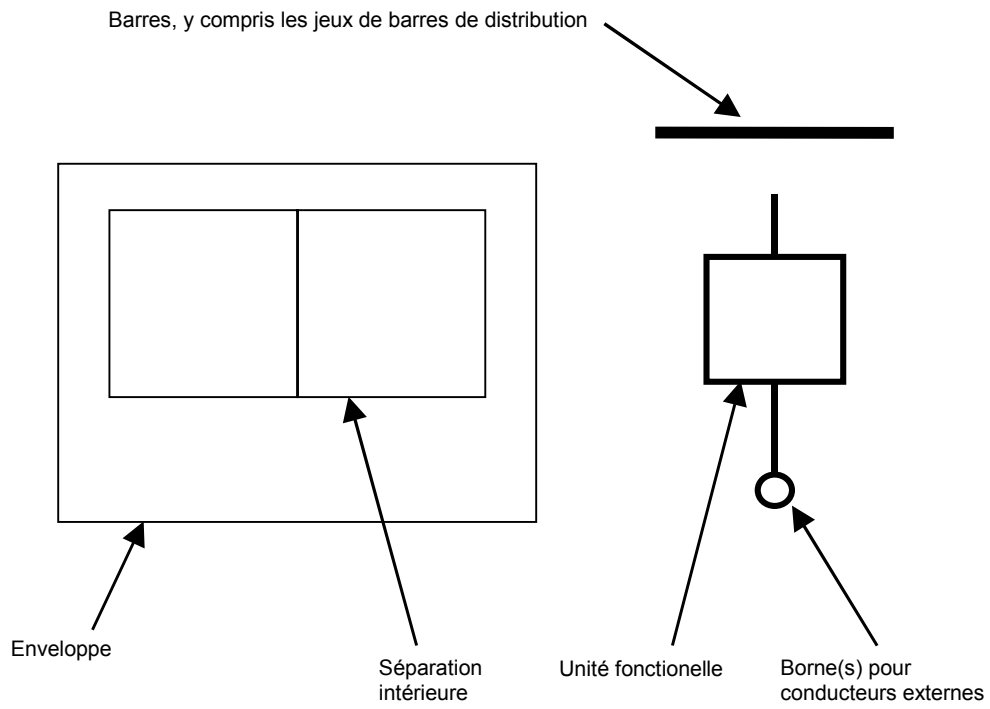 Barres, y compris les jeux de barres de distribution
Enveloppe
Séparation
intérieure
Unité fonctionelle
Borne(s) pour
conducteurs externes